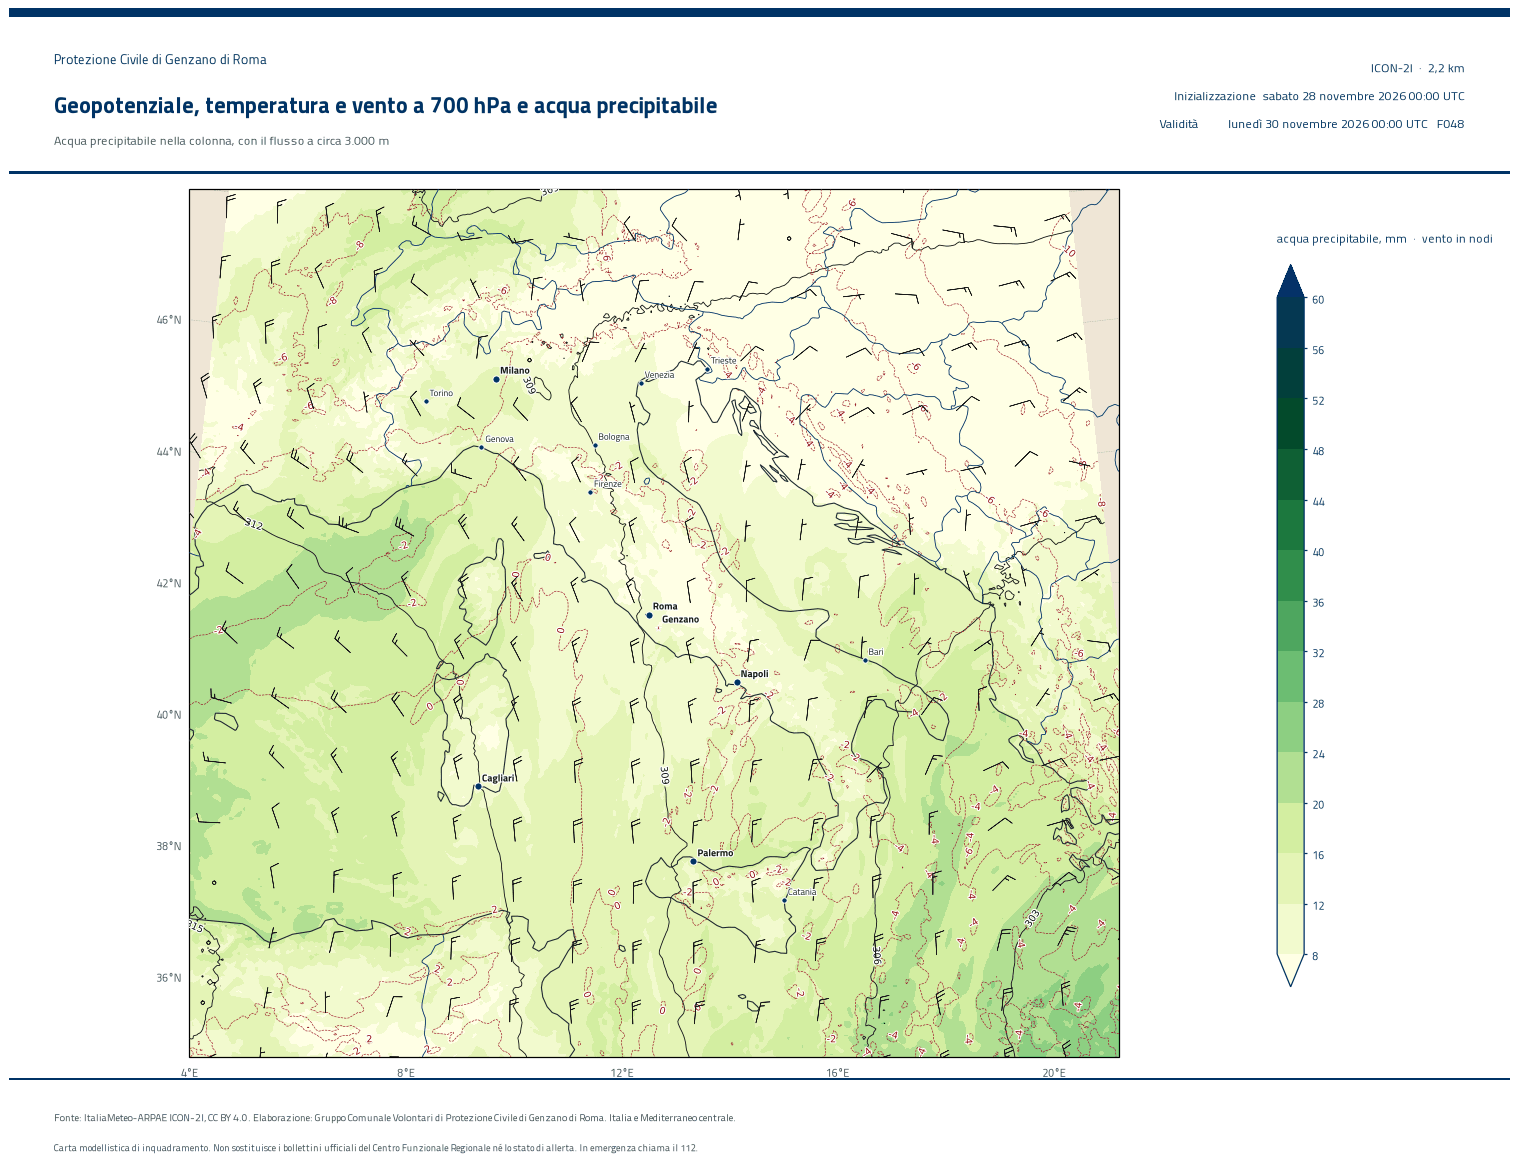 Protezione Civile di Genzano di Roma
Geopotenziale, temperatura e vento a 700 hPa e acqua precipitabile
Acqua precipitabile nella colonna, con il flusso a circa 3.000 m
ICON-2I · 2,2 km
Inizializzazione sabato 28 novembre 2026 00:00 UTC
Validità lunedì 30 novembre 2026 00:00 UTC F048
acqua precipitabile, mm · vento in nodi
60
56
52
48
44
40
36
32
28
24
20
16
12
8
46°N
44°N
42°N
40°N
38°N
36°N
4°E
8°E
12°E
16°E
20°E
Milano
Torino
Venezia
Trieste
Genova
Bologna
Firenze
Roma
Genzano
Bari
Napoli
Cagliari
Palermo
Catania
309
312
309
306
303
315
Fonte: ItaliaMeteo-ARPAE ICON-2I, CC BY 4.0. Elaborazione: Gruppo Comunale Volontari di Protezione Civile di Genzano di Roma. Italia e Mediterraneo centrale.
Carta modellistica di inquadramento. Non sostituisce i bollettini ufficiali del Centro Funzionale Regionale né lo stato di allerta. In emergenza chiama il 112.